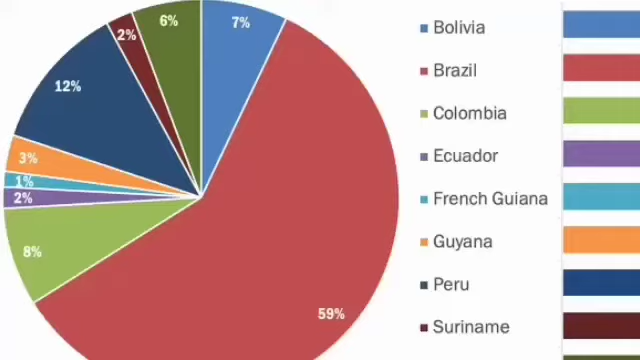 6%
7%
2%
12%
3%
1%
2%
8%
59%
Bolivia
Brazil
Colombia
Ecuador
French Guiana
Guyana
Peru
Suriname